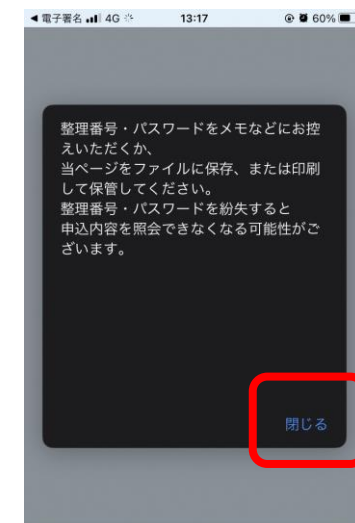 ◀電子署名 4G 13:17 60%
整理番号・パスワードをメモなどにお控
えいただくか、
当ページをファイルに保存、または印刷
して保管してください。
整理番号・パスワードを紛失すると
申込内容を照会できなくなる可能性がご
ざいます。
閉じる